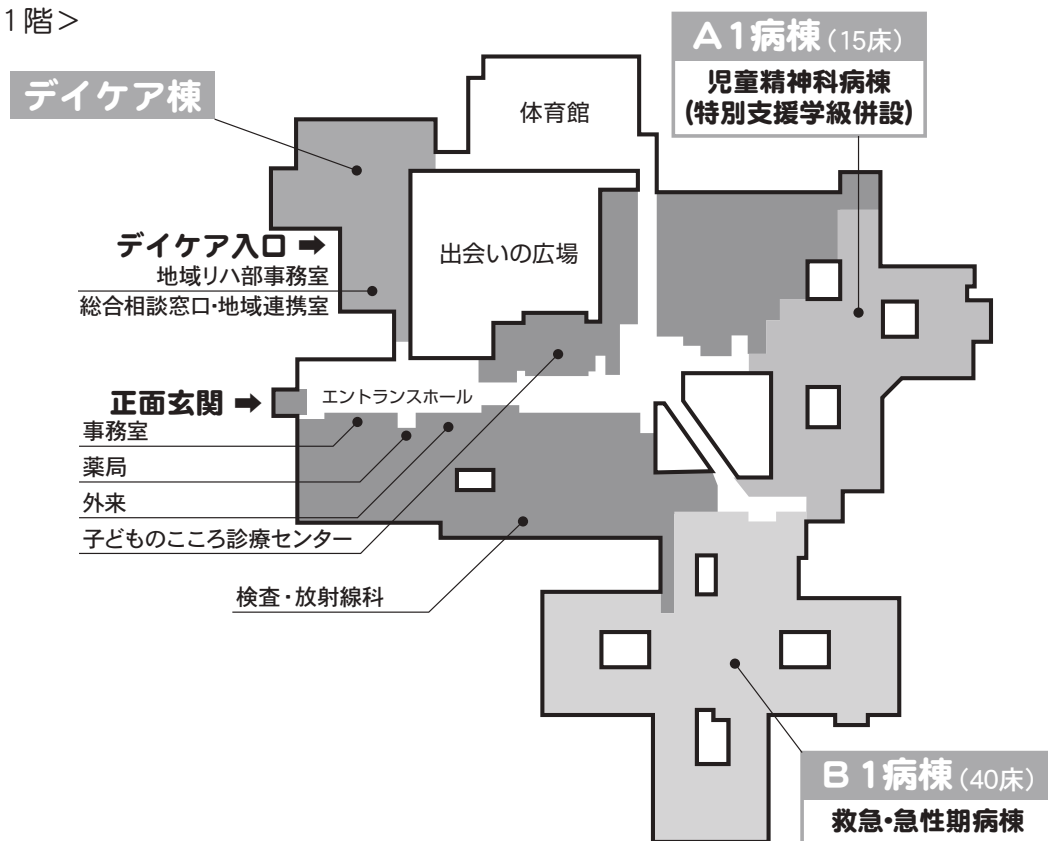 1階>
デイケア棟
体育館
A1病棟(15床)
児童精神科病棟
(特別支援学級併設)
出会いの広場
デイケア入口 ➡
地域リハ部事務室
総合相談窓口・地域連携室
正面玄関 ➡
エントランスホール
事務室
薬局
外来
子どものこころ診療センター
検査・放射線科
B1病棟(40床)
救急・急性期病棟